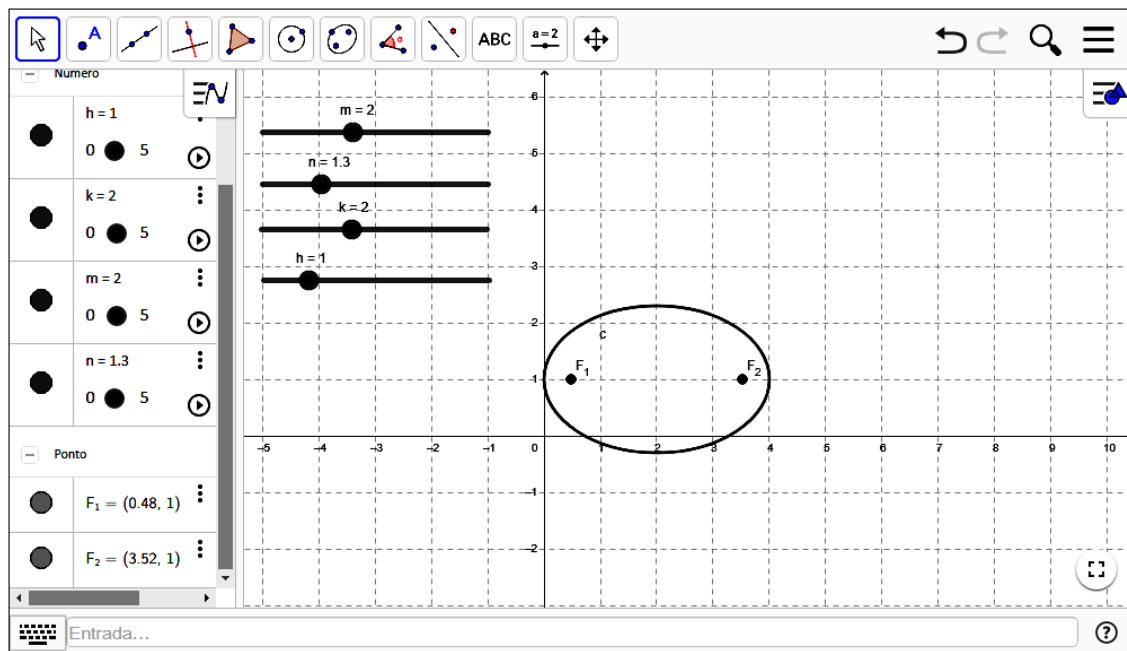 A
α
ABC
a = 2
Número
h = 1
0 5
k = 2
0 5
m = 2
0 5
n = 1.3
0 5
Ponto
F₁ = (0.48, 1)
F₂ = (3.52, 1)
m = 2
n = 1.3
k = 2
h = 1
6
5
4
3
2
1
-1
-2
-5 -4 -3 -2 -1 0 1 2 3 4 5 6 7 8 9 10
c
F₁
F₂
Entrada...
?